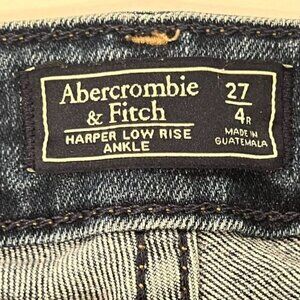 Abercrombie
& Fitch
HARPER LOW RISE
ANKLE
27
4R
MADE IN
GUATEMALA